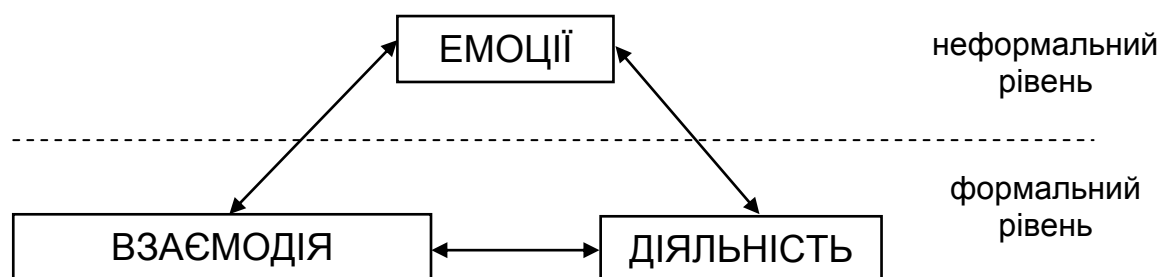 ЕМОЦІЇ
неформальний
рівень
формальний
рівень
ВЗАЄМОДІЯ
ДІЯЛЬНІСТЬ